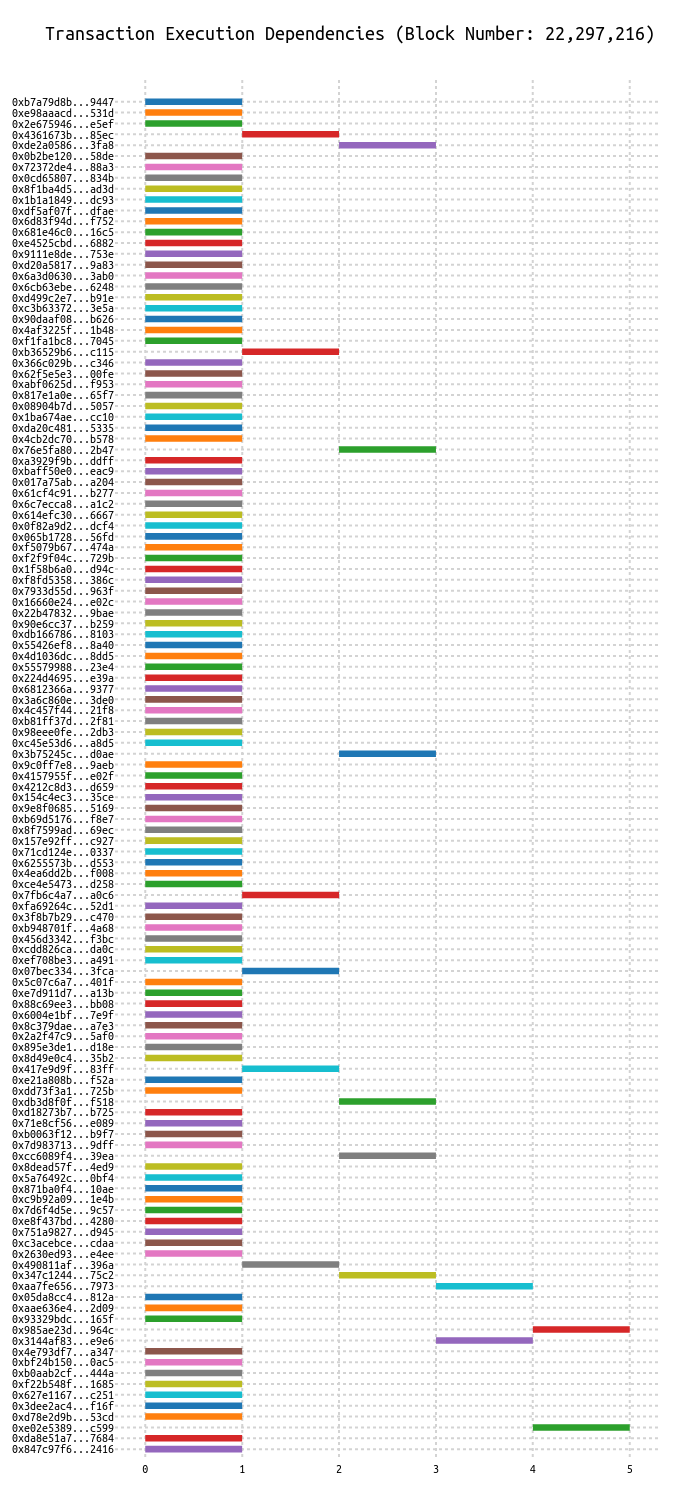 Transaction Execution Dependencies (Block Number: 22,297,216)
0xb7a79d8b...9447
0xe98aaacd...531d
0x2e675946...e5ef
0x4361673b...85ec
0xde2a0586...3fa8
0x0b2be120...58de
0x72372de4...88a3
0x0cd65807...834b
0x8f1ba4d5...ad3d
0x1b1a1849...dc93
0xdf5af07f...dfae
0x6d83f94d...f752
0x681e46c0...16c5
0xe4525cbd...6882
0x9111e8de...753e
0xd20a5817...9a83
0x6a3d0630...3ab0
0x6cb63ebe...6248
0xd499c2e7...b91e
0xc3b63372...3e5a
0x90daaf08...b626
0x4af3225f...1b48
0xf1fa1bc8...7045
0xb36529b6...c115
0x366c029b...c346
0x62f5e5e3...00fe
0xabf0625d...f953
0x817e1a0e...65f7
0x08904b7d...5057
0x1ba674ae...cc10
0xda20c481...5335
0x4cb2dc70...b578
0x76e5fa80...2b47
0xa3929f9b...ddff
0xbaff50e0...eac9
0x017a75ab...a204
0x61cf4c91...b277
0x6c7ecca8...a1c2
0x614efc30...6667
0x0f82a9d2...dcf4
0x065b1728...56fd
0xf5079b67...474a
0xf2f9f04c...729b
0x1f58b6a0...d94c
0xf8fd5358...386c
0x7933d55d...963f
0x16660e24...e02c
0x22b47832...9bae
0x90e6cc37...b259
0xdb166786...8103
0x55426ef8...8a40
0x4d1036dc...8dd5
0x55579988...23e4
0x224d4695...e39a
0x6812366a...9377
0x3a6c860e...3de0
0x4c457f44...21f8
0xb81ff37d...2f81
0x98eee0fe...2db3
0xc45e53d6...a8d5
0x3b75245c...d0ae
0x9c0ff7e8...9aeb
0x4157955f...e02f
0x4212c8d3...d659
0x154c4ec3...35ce
0x9e8f0685...5169
0xb69d5176...f8e7
0x8f7599ad...69ec
0x157e92ff...c927
0x71cd124e...0337
0x6255573b...d553
0x4ea6dd2b...f008
0xce4e5473...d258
0x7fb6c4a7...a0c6
0xfa69264c...52d1
0x3f8b7b29...c470
0xb948701f...4a68
0x456d3342...f3bc
0xcdd826ca...da0c
0xef708be3...a491
0x07bec334...3fca
0x5c07c6a7...401f
0xe7d911d7...a13b
0x88c69ee3...bb08
0x6004e1bf...7e9f
0x8c379dae...a7e3
0x2a2f47c9...5af0
0x895e3de1...d18e
0x8d49e0c4...35b2
0x417e9d9f...83ff
0xe21a808b...f52a
0xdd73f3a1...725b
0xdb3d8f0f...f518
0xd18273b7...b725
0x71e8cf56...e089
0xb0063f12...b9f7
0x7d983713...9dff
0xcc6089f4...39ea
0x8dead57f...4ed9
0x5a76492c...0bf4
0x871ba0f4...10ae
0xc9b92a09...1e4b
0x7d6f4d5e...9c57
0xe8f437bd...4280
0x751a9827...d945
0xc3acebce...cdaa
0x2630ed93...e4ee
0x490811af...396a
0x347c1244...75c2
0xaa7fe656...7973
0x05da8cc4...812a
0xaae636e4...2d09
0x93329bdc...165f
0x985ae23d...964c
0x3144af83...e9e6
0x4e793df7...a347
0xbf24b150...0ac5
0xb0aab2cf...444a
0xf22b548f...1685
0x627e1167...c251
0x3dee2ac4...f16f
0xd78e2d9b...53cd
0xe02e5389...c599
0xda8e51a7...7684
0x847c97f6...2416
0 1 2 3 4 5